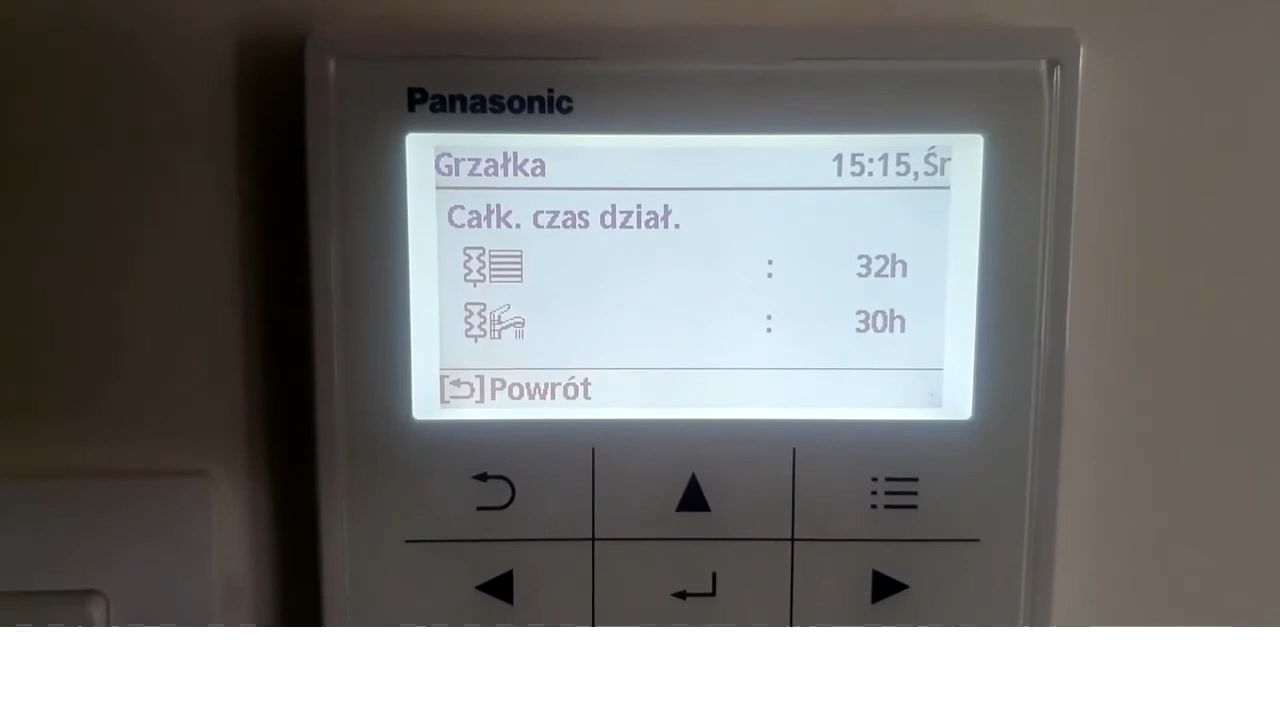 Panasonic
Grzałka 15:15,Śr
Całk. czas dział.
: 32h
: 30h
[⮌]Powrót